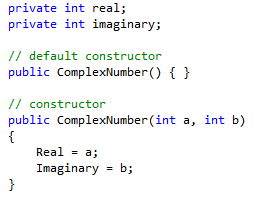 private int real;
private int imaginary;
// default constructor
public ComplexNumber() { }
// constructor
public ComplexNumber(int a, int b)
{
Real = a;
Imaginary = b;
}